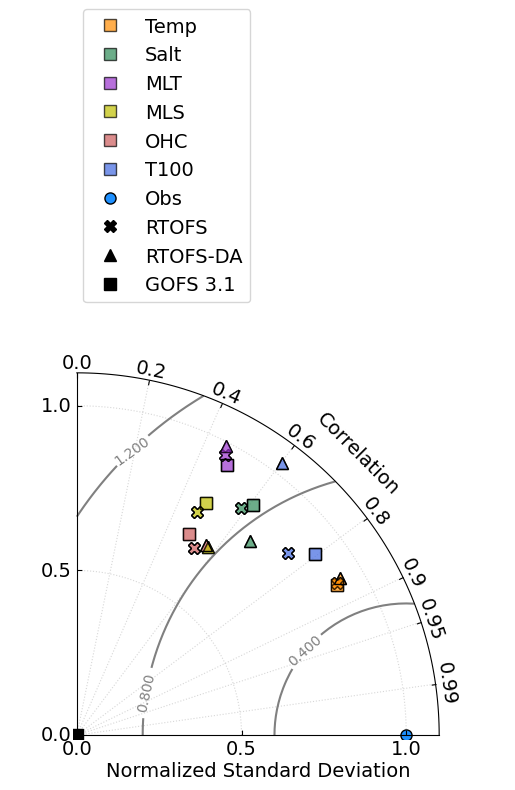 Temp
Salt
MLT
MLS
OHC
T100
Obs
RTOFS
RTOFS-DA
GOFS 3.1
0.0
0.2
0.4
0.6
Correlation
0.8
0.9
0.95
0.99
1.0
0.5
0.0
1.200
0.800
0.400
0.0
0.5
1.0
Normalized Standard Deviation